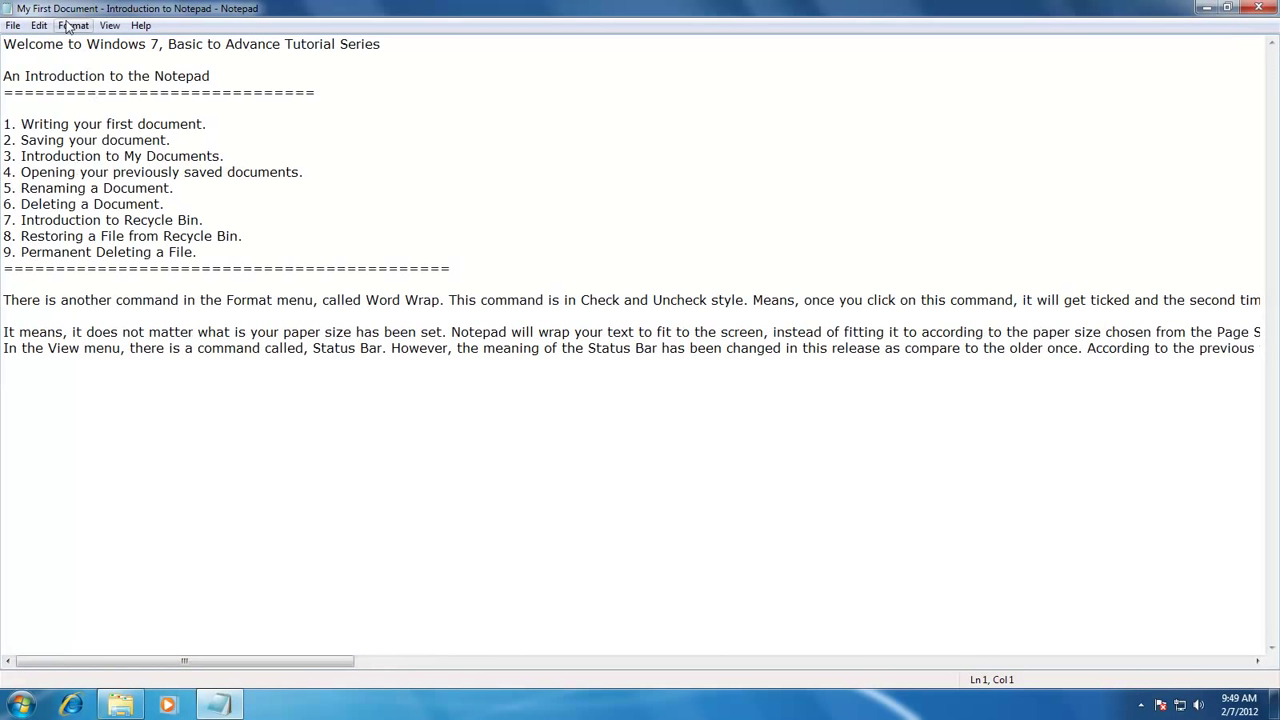 My First Document - Introduction to Notepad - Notepad
File Edit Format View Help
Welcome to Windows 7, Basic to Advance Tutorial Series
An Introduction to the Notepad
==============================
1. Writing your first document.
2. Saving your document.
3. Introduction to My Documents.
4. Opening your previously saved documents.
5. Renaming a Document.
6. Deleting a Document.
7. Introduction to Recycle Bin.
8. Restoring a File from Recycle Bin.
9. Permanent Deleting a File.
===========================================
There is another command in the Format menu, called Word Wrap. This command is in Check and Uncheck style. Means, once you click on this command, it will get ticked and the second tim
It means, it does not matter what is your paper size has been set. Notepad will wrap your text to fit to the screen, instead of fitting it to according to the paper size chosen from the Page S
In the View menu, there is a command called, Status Bar. However, the meaning of the Status Bar has been changed in this release as compare to the older once. According to the previous
Ln 1, Col 1
9:49 AM
2/7/2012